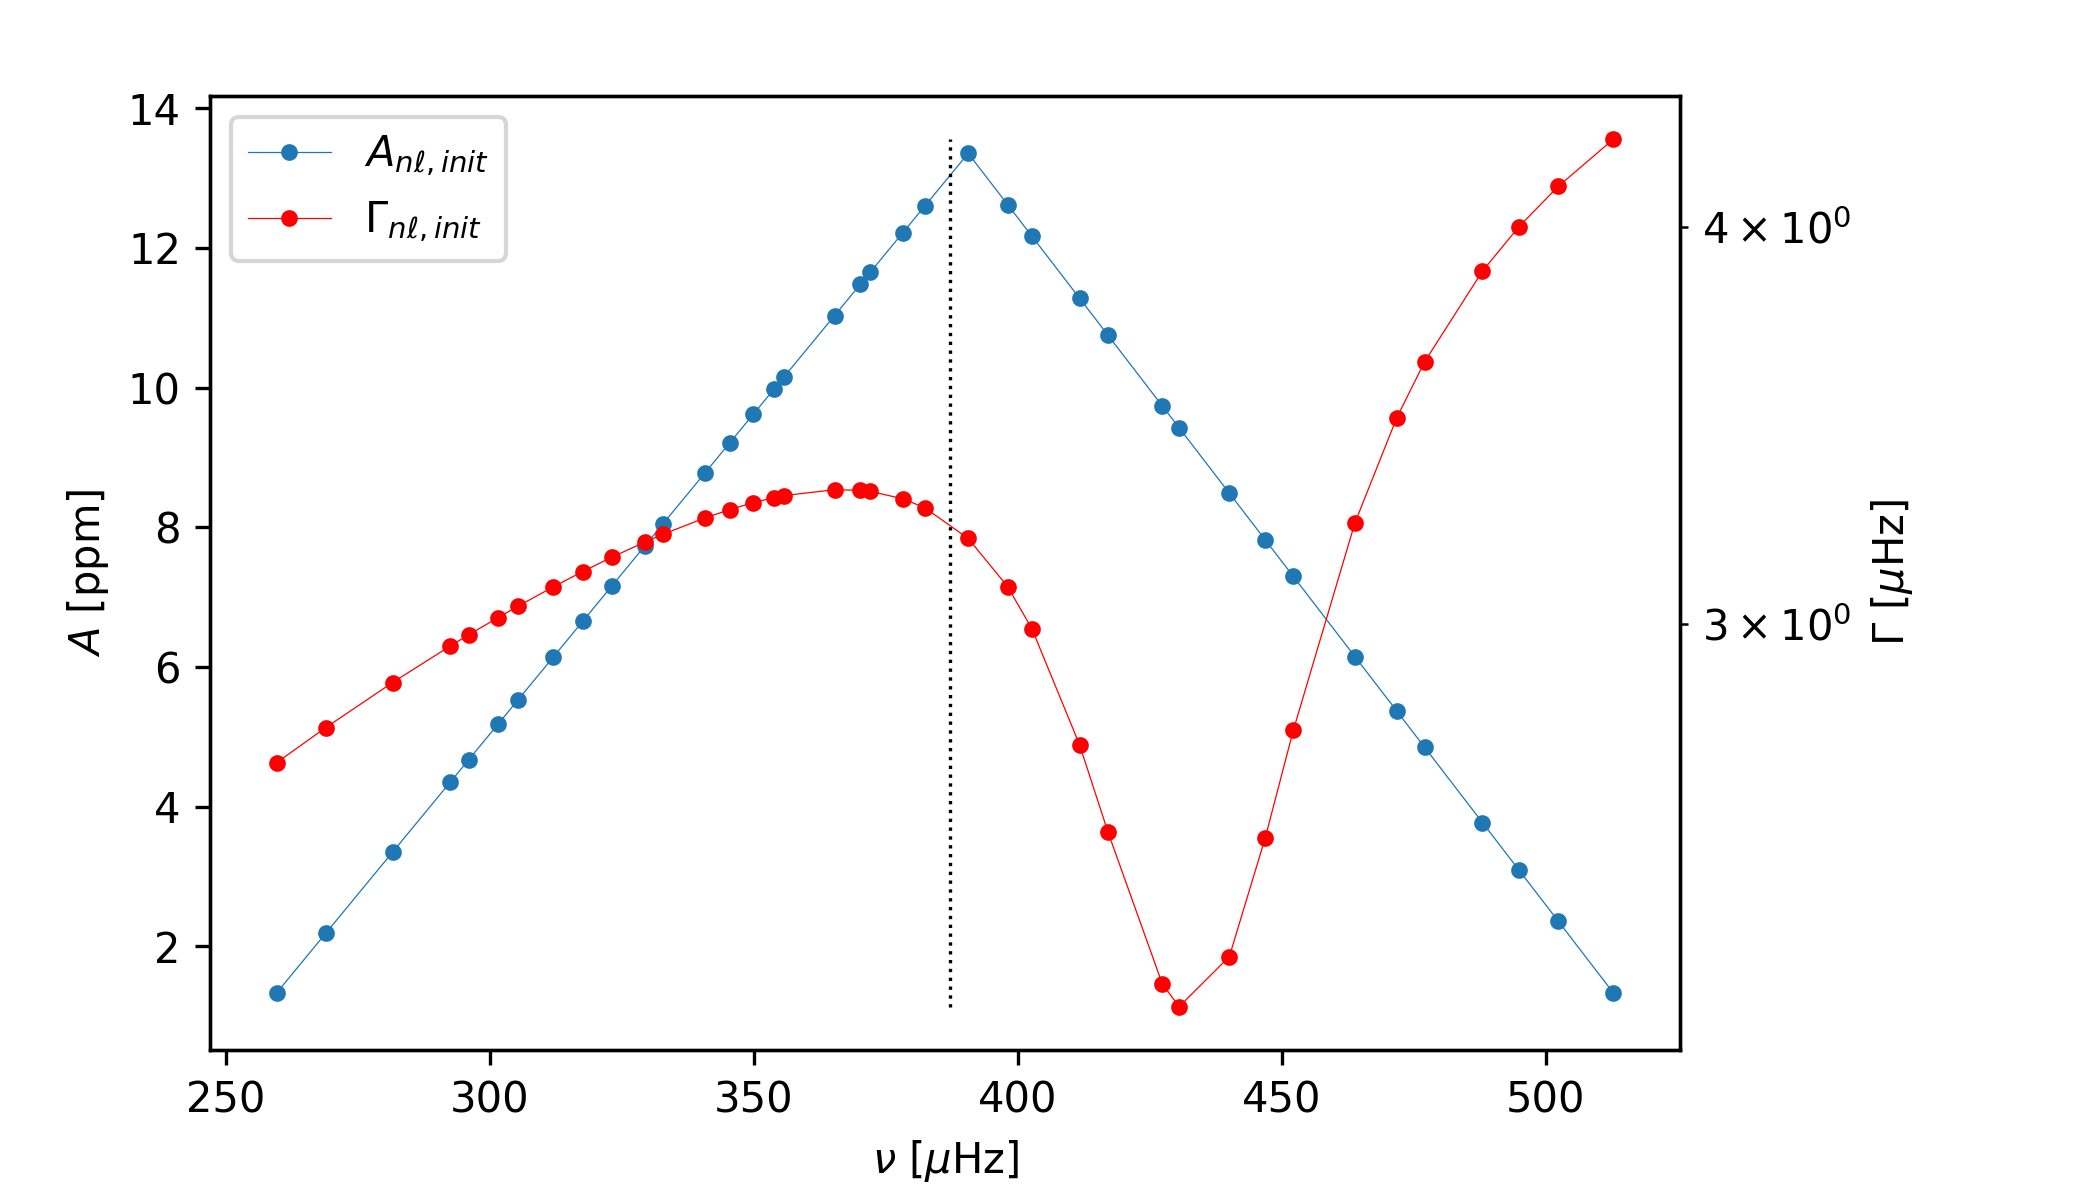 A_{nℓ, init}
Γ_{nℓ, init}
14
12
10
8
6
4
2
A [ppm]
4 × 10⁰
3 × 10⁰
Γ [μHz]
250 300 350 400 450 500
ν [μHz]